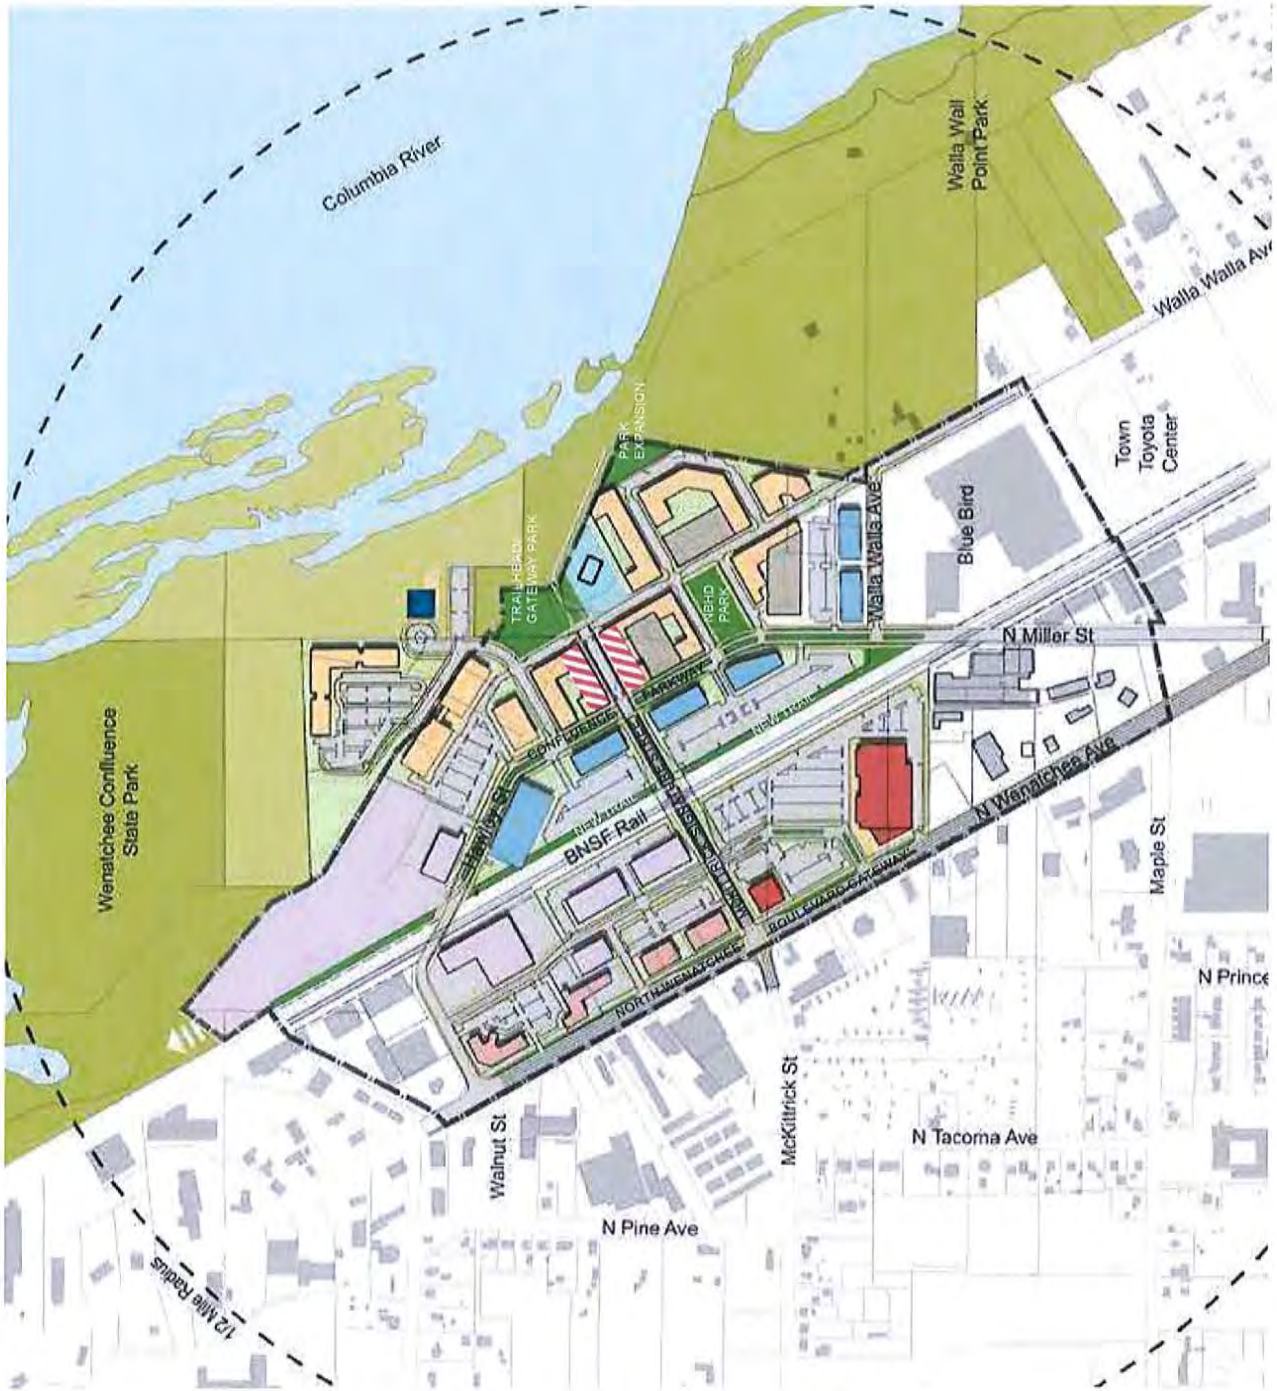 Columbia River
Walla Wall
Point Park
Walla Walla Ave
PARK
EXPANSION
Town
Toyota
Center
TRAILHEAD/
GATEWAY PARK
Blue Bird
Walla Walla Ave
NBHD
PARK
N Miller St
Wenatchee Confluence
State Park
CONFLUENCE PARKWAY
N Wenatchee Ave
Hawley St
BNSF Rail
Maple St
NORTH WENATCHEE BOULEVARD GATEWAY
N Prince
Walnut St
McKittrick St
N Tacoma Ave
N Pine Ave
1/2 Mile Radius